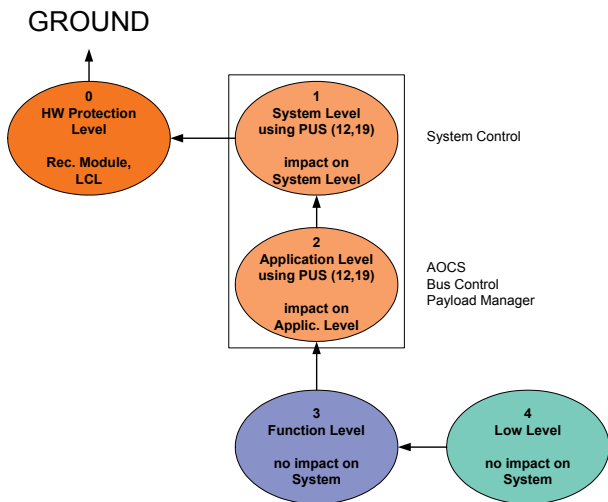 GROUND
0
HW Protection
Level
Rec. Module,
LCL
1
System Level
using PUS (12,19)
impact on
System Level
System Control
2
Application Level
using PUS (12,19)
impact on
Applic. Level
AOCS
Bus Control
Payload Manager
3
Function Level
no impact on
System
4
Low Level
no impact on
System